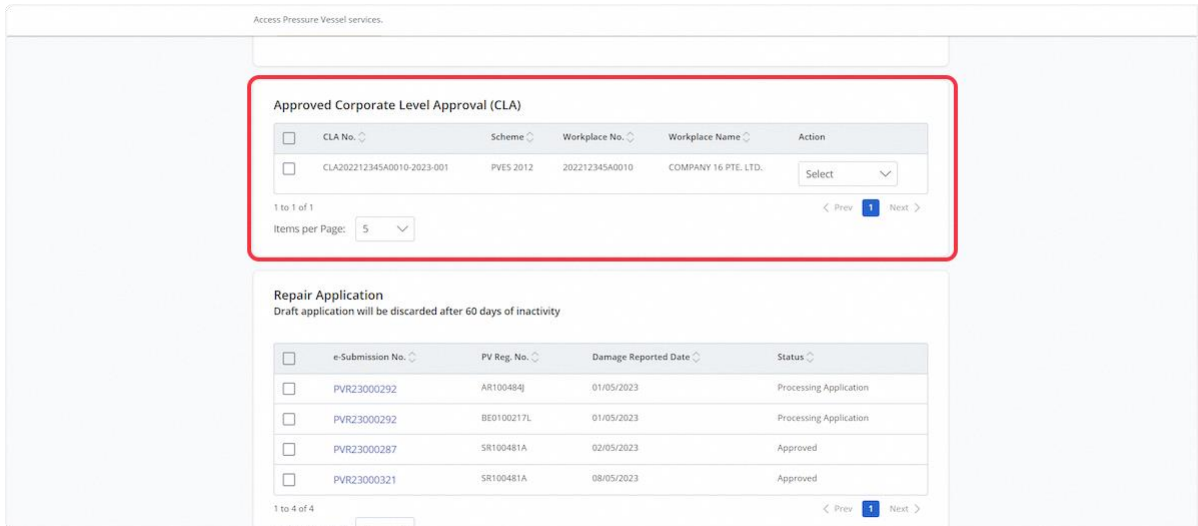 Access Pressure Vessel services.
Approved Corporate Level Approval (CLA)
CLA No. Scheme Workplace No. Workplace Name Action
CLA202212345A0010-2023-001 PVES 2012 202212345A0010 COMPANY 16 PTE. LTD. Select
1 to 1 of 1 Prev 1 Next
Items per Page: 5
Repair Application
Draft application will be discarded after 60 days of inactivity
e-Submission No. PV Reg. No. Damage Reported Date Status
PVR23000292 AR100484J 01/05/2023 Processing Application
PVR23000292 BE0100217L 01/05/2023 Processing Application
PVR23000287 SR100481A 02/05/2023 Approved
PVR23000321 SR100481A 08/05/2023 Approved
1 to 4 of 4 Prev 1 Next